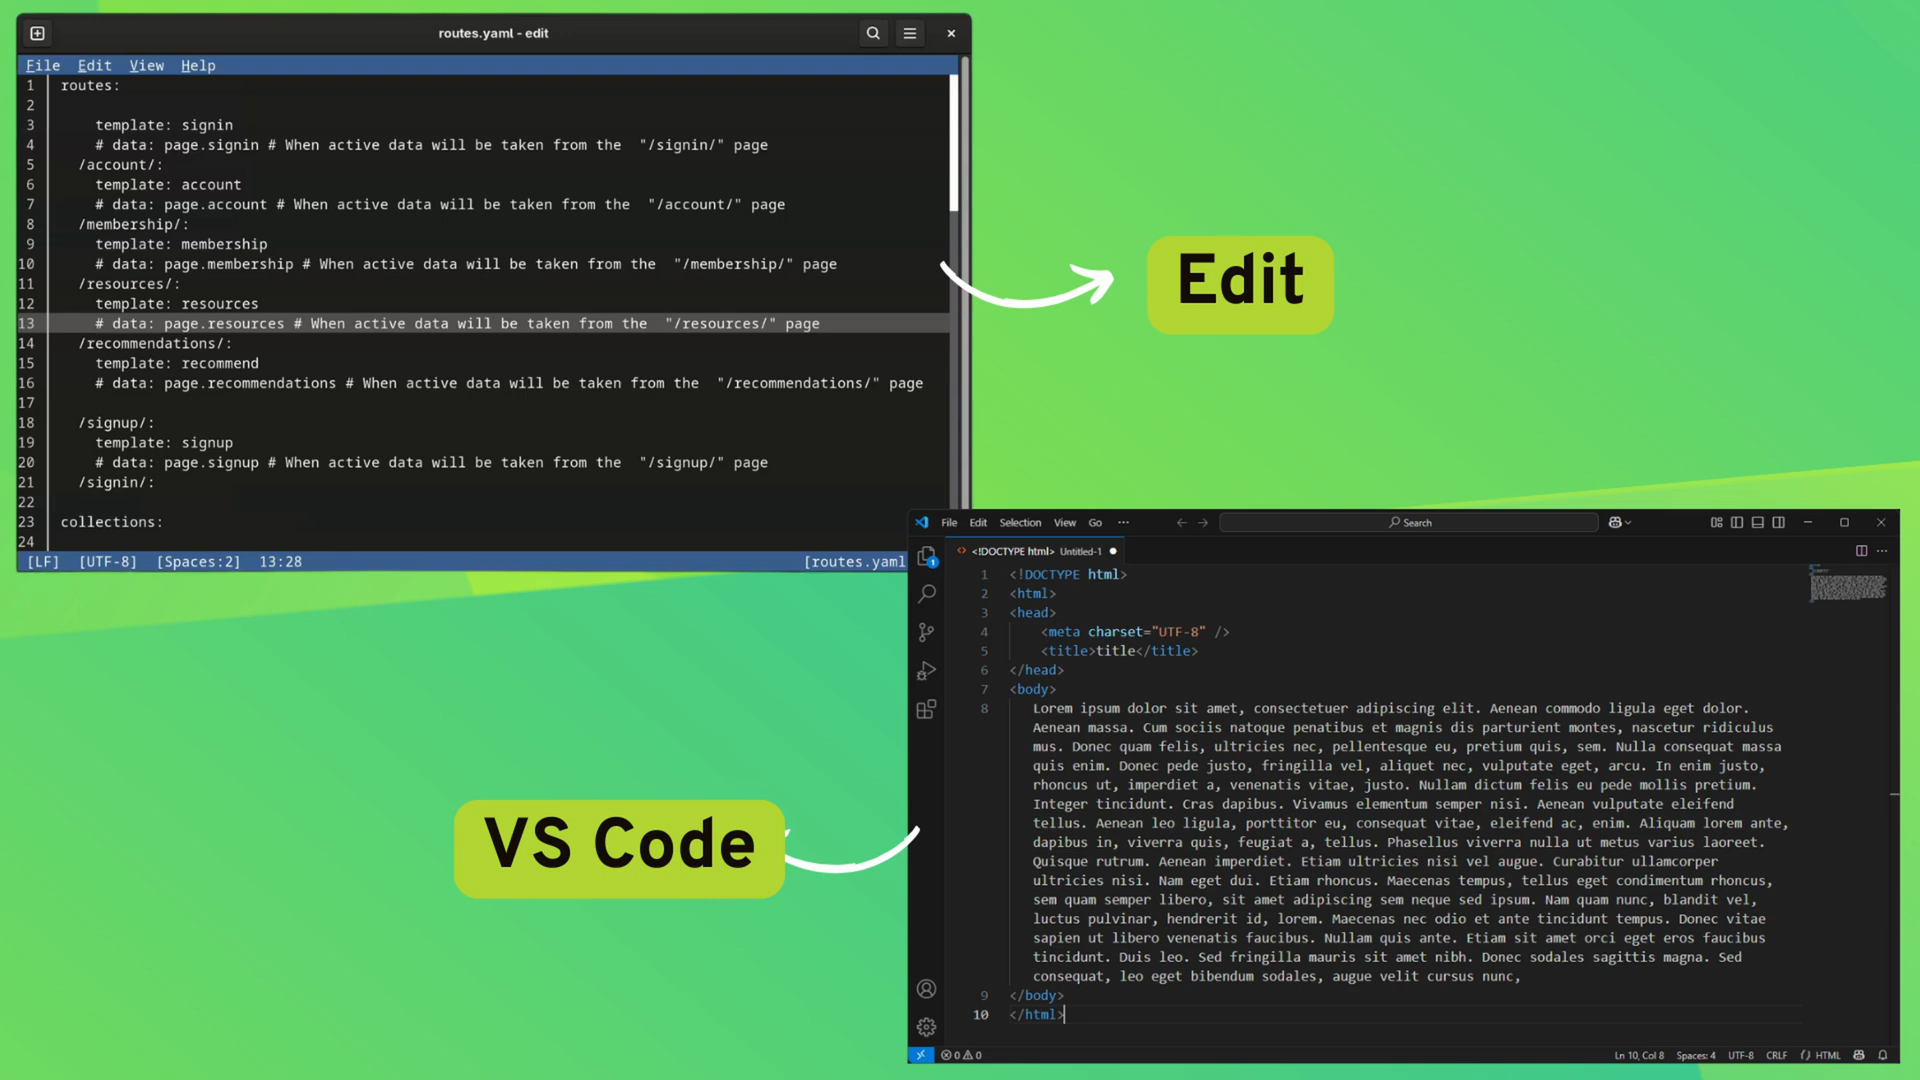 routes.yaml - edit
File Edit View Help
1 routes:
2
3 template: signin
4 # data: page.signin # When active data will be taken from the "/signin/" page
5 /account/:
6 template: account
7 # data: page.account # When active data will be taken from the "/account/" page
8 /membership/:
9 template: membership
10 # data: page.membership # When active data will be taken from the "/membership/" page
11 /resources/:
12 template: resources
13 # data: page.resources # When active data will be taken from the "/resources/" page
14 /recommendations/:
15 template: recommend
16 # data: page.recommendations # When active data will be taken from the "/recommendations/" page
17
18 /signup/:
19 template: signup
20 # data: page.signup # When active data will be taken from the "/signup/" page
21 /signin/:
22
23 collections:
24
[LF] [UTF-8] [Spaces:2] 13:28 [routes.yaml
Edit
VS Code
File Edit Selection View Go ··· Search
<!DOCTYPE html> Untitled-1
1
1 <!DOCTYPE html>
2 <html>
3 <head>
4 <meta charset="UTF-8" />
5 <title>title</title>
6 </head>
7 <body>
8 Lorem ipsum dolor sit amet, consectetuer adipiscing elit. Aenean commodo ligula eget dolor.
Aenean massa. Cum sociis natoque penatibus et magnis dis parturient montes, nascetur ridiculus
mus. Donec quam felis, ultricies nec, pellentesque eu, pretium quis, sem. Nulla consequat massa
quis enim. Donec pede justo, fringilla vel, aliquet nec, vulputate eget, arcu. In enim justo,
rhoncus ut, imperdiet a, venenatis vitae, justo. Nullam dictum felis eu pede mollis pretium.
Integer tincidunt. Cras dapibus. Vivamus elementum semper nisi. Aenean vulputate eleifend
tellus. Aenean leo ligula, porttitor eu, consequat vitae, eleifend ac, enim. Aliquam lorem ante,
dapibus in, viverra quis, feugiat a, tellus. Phasellus viverra nulla ut metus varius laoreet.
Quisque rutrum. Aenean imperdiet. Etiam ultricies nisi vel augue. Curabitur ullamcorper
ultricies nisi. Nam eget dui. Etiam rhoncus. Maecenas tempus, tellus eget condimentum rhoncus,
sem quam semper libero, sit amet adipiscing sem neque sed ipsum. Nam quam nunc, blandit vel,
luctus pulvinar, hendrerit id, lorem. Maecenas nec odio et ante tincidunt tempus. Donec vitae
sapien ut libero venenatis faucibus. Nullam quis ante. Etiam sit amet orci eget eros faucibus
tincidunt. Duis leo. Sed fringilla mauris sit amet nibh. Donec sodales sagittis magna. Sed
consequat, leo eget bibendum sodales, augue velit cursus nunc,
9 </body>
10 </html>
0 0 Ln 10, Col 8 Spaces: 4 UTF-8 CRLF HTML